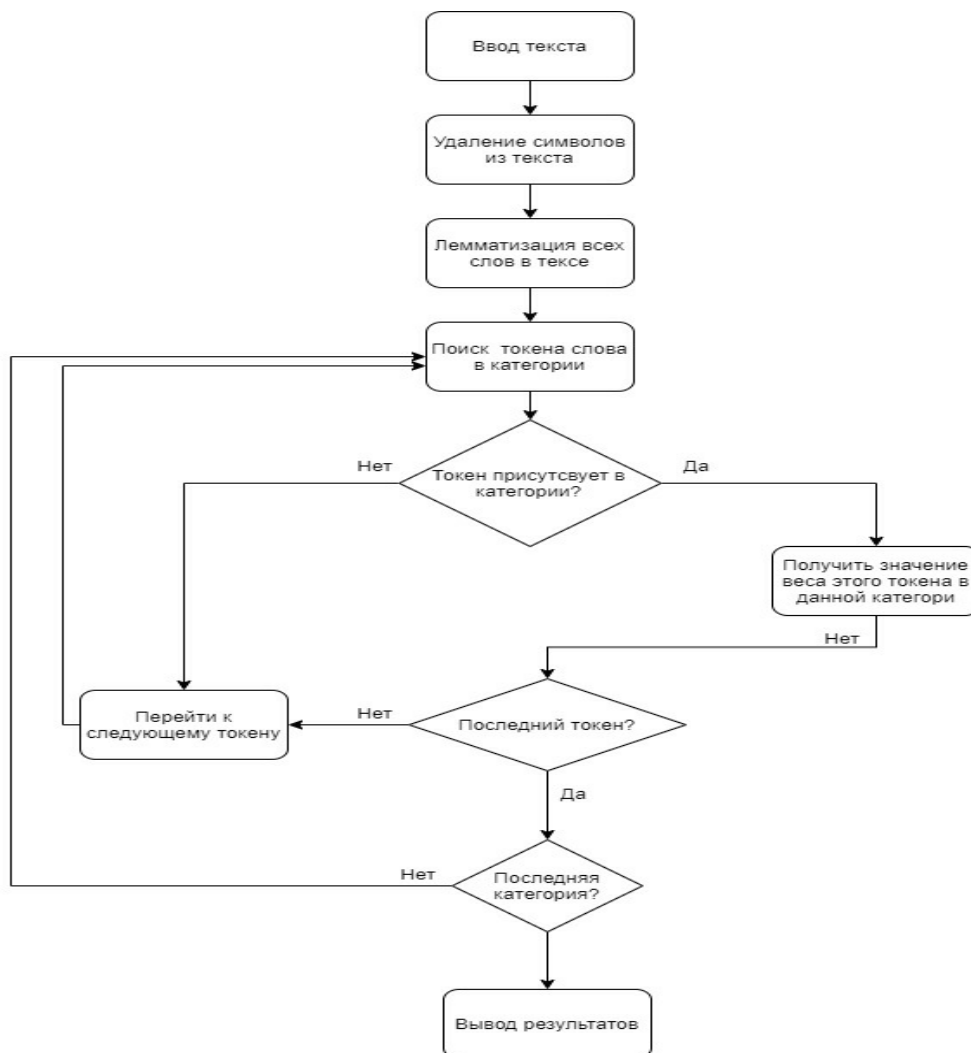 Ввод текста
Удаление символов
из текста
Лемматизация всех
слов в тексе
Поиск токена слова
в категории
Нет
Да
Токен присутсвует в
категории?
Получить значение
веса этого токена в
данной категори
Нет
Перейти к
следующему токену
Нет
Последний токен?
Да
Нет
Последняя
категория?
Вывод результатов